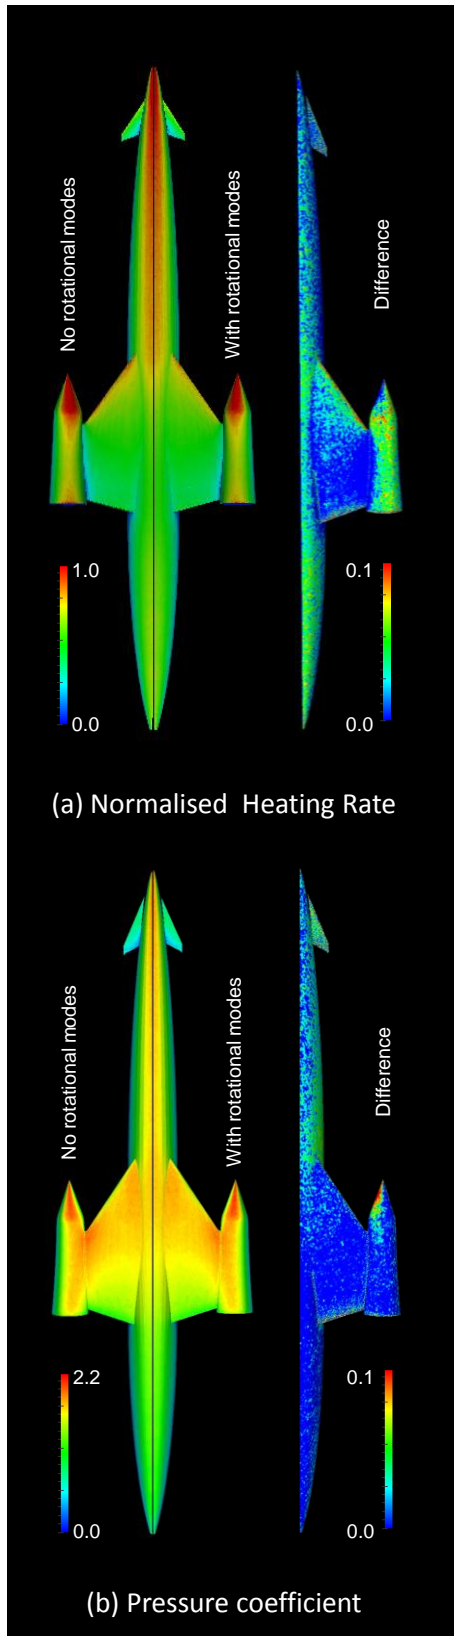 No rotational modes
With rotational modes
Difference
1.0
0.0
0.1
0.0
(a) Normalised Heating Rate
No rotational modes
With rotational modes
Difference
2.2
0.0
0.1
0.0
(b) Pressure coefficient